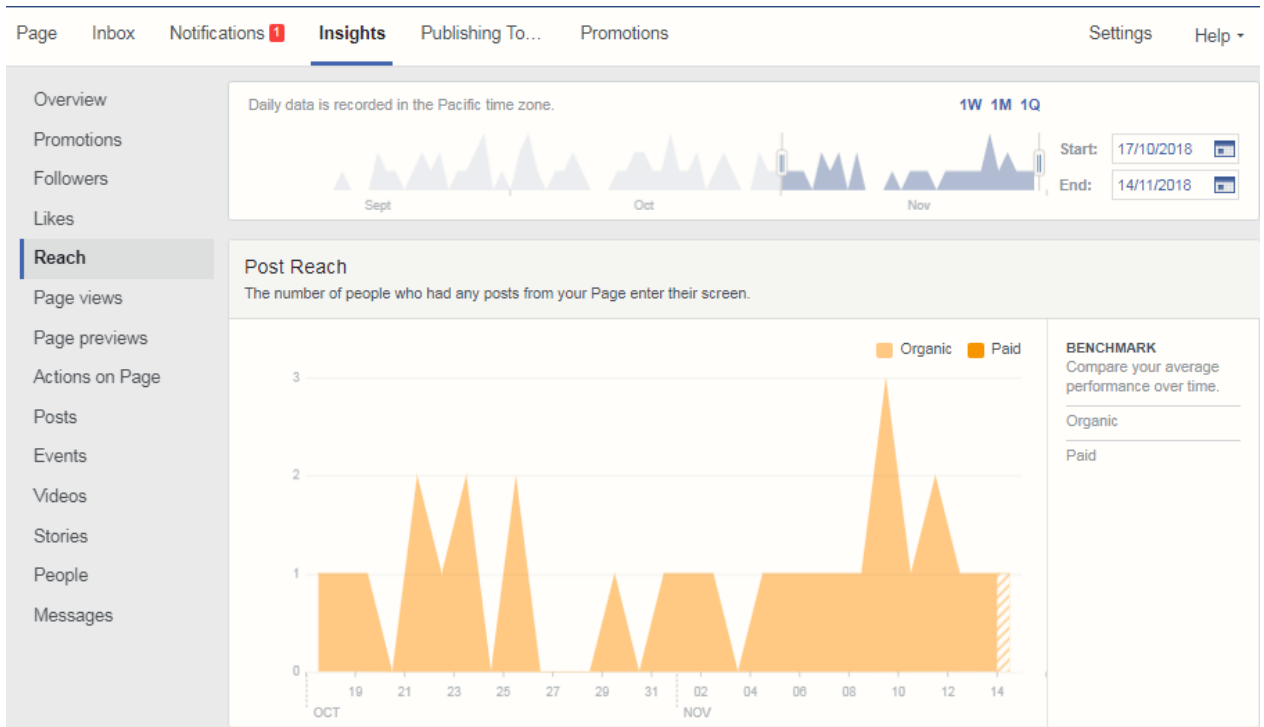 Page Inbox Notifications 1 Insights Publishing To... Promotions Settings Help
Overview
Promotions
Followers
Likes
Reach
Page views
Page previews
Actions on Page
Posts
Events
Videos
Stories
People
Messages
Daily data is recorded in the Pacific time zone.
1W 1M 1Q
Start: 17/10/2018
End: 14/11/2018
Sept Oct Nov
Post Reach
The number of people who had any posts from your Page enter their screen.
Organic Paid
3
2
1
0
19 21 23 25 27 29 31 02 04 06 08 10 12 14
OCT NOV
BENCHMARK
Compare your average
performance over time.
Organic
Paid